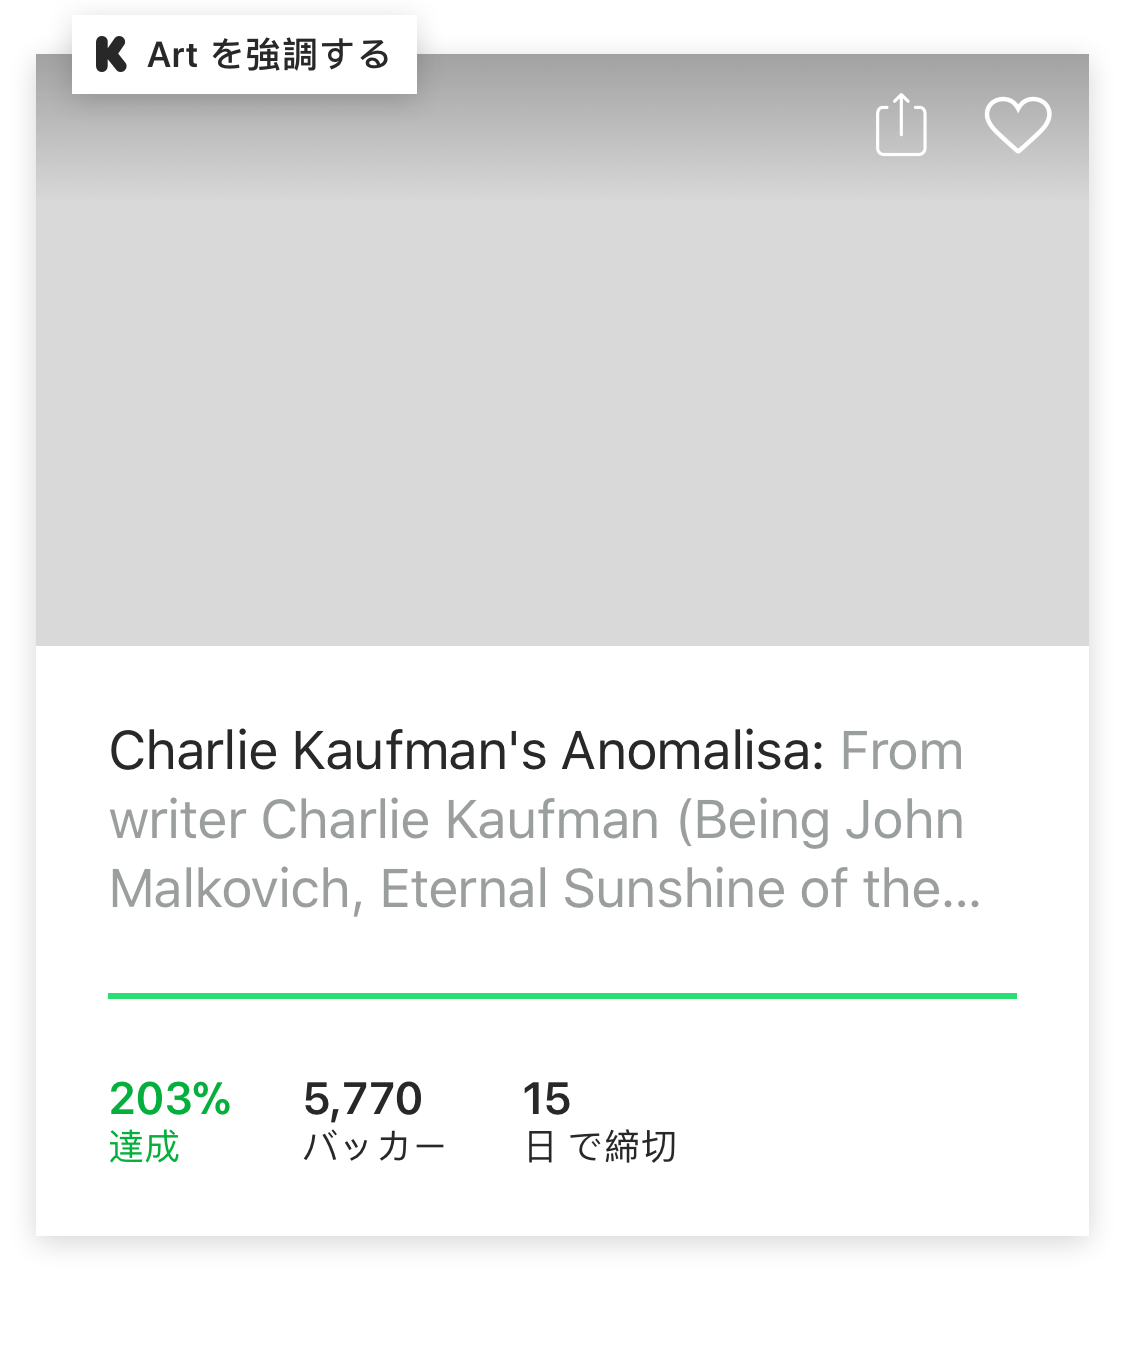 Art を強調する
Charlie Kaufman's Anomalisa: From
writer Charlie Kaufman (Being John
Malkovich, Eternal Sunshine of the...
203% 5,770 15
達成 バッカー 日 で締切